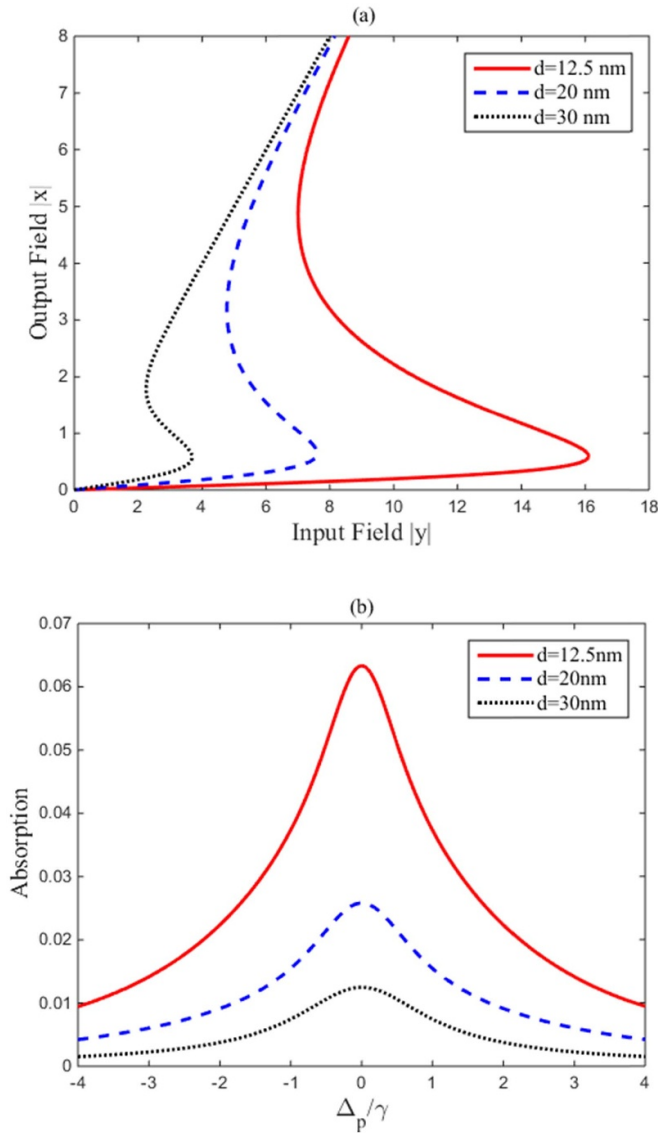 (a)
8
7
6
5
4
3
2
1
0
Output Field |x|
d=12.5 nm
d=20 nm
d=30 nm
0 2 4 6 8 10 12 14 16 18
Input Field |y|
(b)
0.07
0.06
0.05
0.04
0.03
0.02
0.01
0
Absorption
d=12.5nm
d=20nm
d=30nm
-4 -3 -2 -1 0 1 2 3 4
Δp/γ